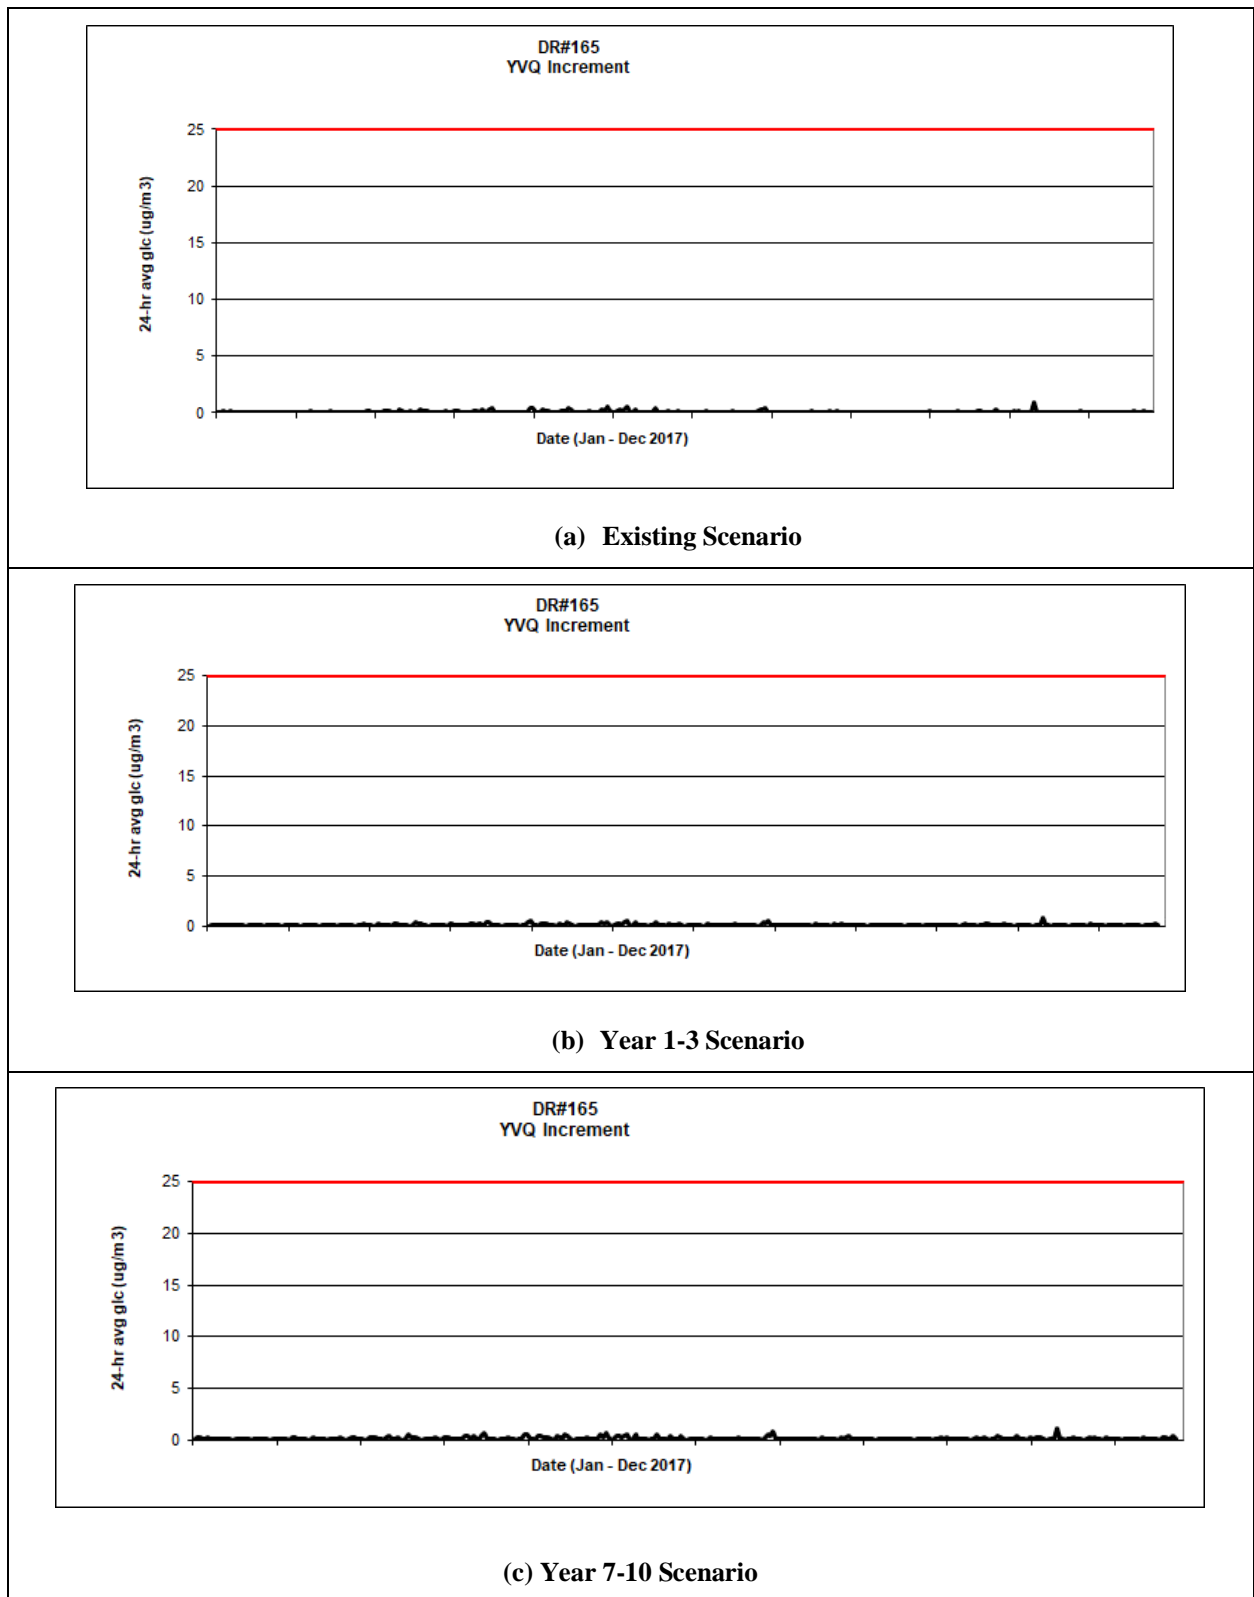 DR#165
YVQ Increment
25
20
15
10
5
0
24-hr avg glc (ug/m3)
Date (Jan - Dec 2017)
(a) Existing Scenario
DR#165
YVQ Increment
25
20
15
10
5
0
24-hr avg glc (ug/m3)
Date (Jan - Dec 2017)
(b) Year 1-3 Scenario
DR#165
YVQ Increment
25
20
15
10
5
0
24-hr avg glc (ug/m3)
Date (Jan - Dec 2017)
(c) Year 7-10 Scenario